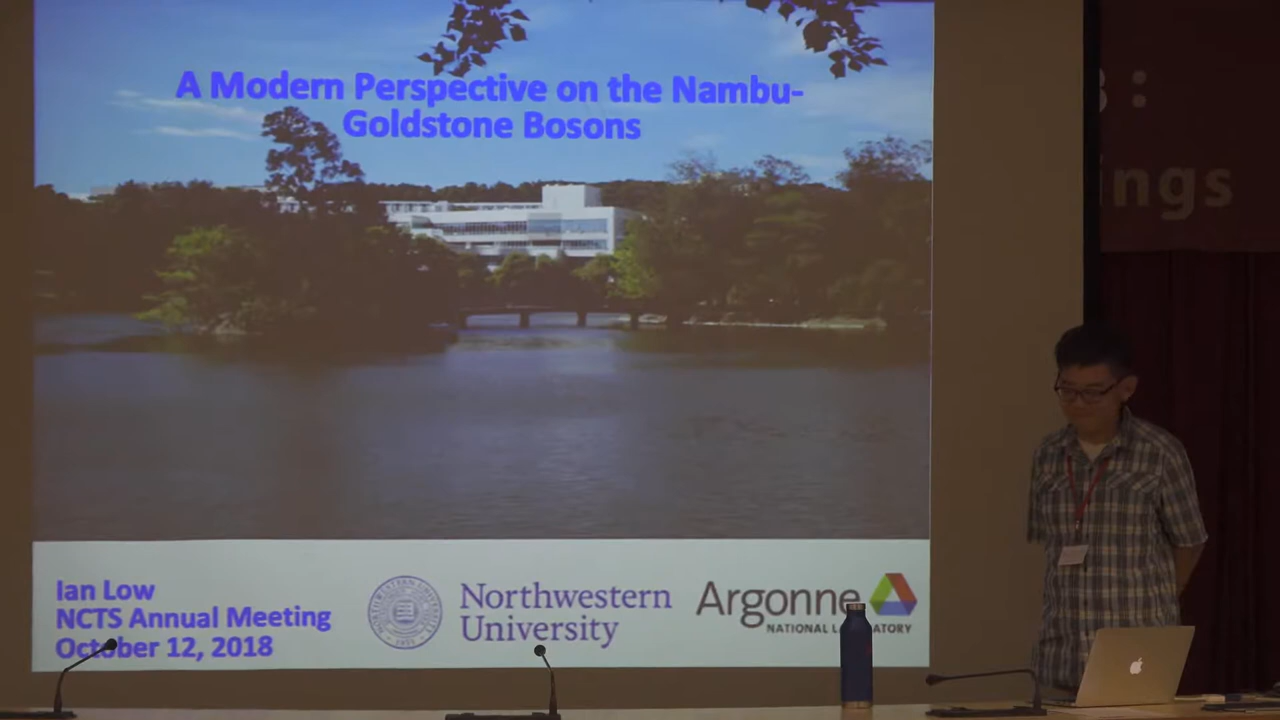 A Modern Perspective on the Nambu-
Goldstone Bosons
:
ings
Ian Low
NCTS Annual Meeting
October 12, 2018
Northwestern
University
Argonne
NATIONAL LABORATORY